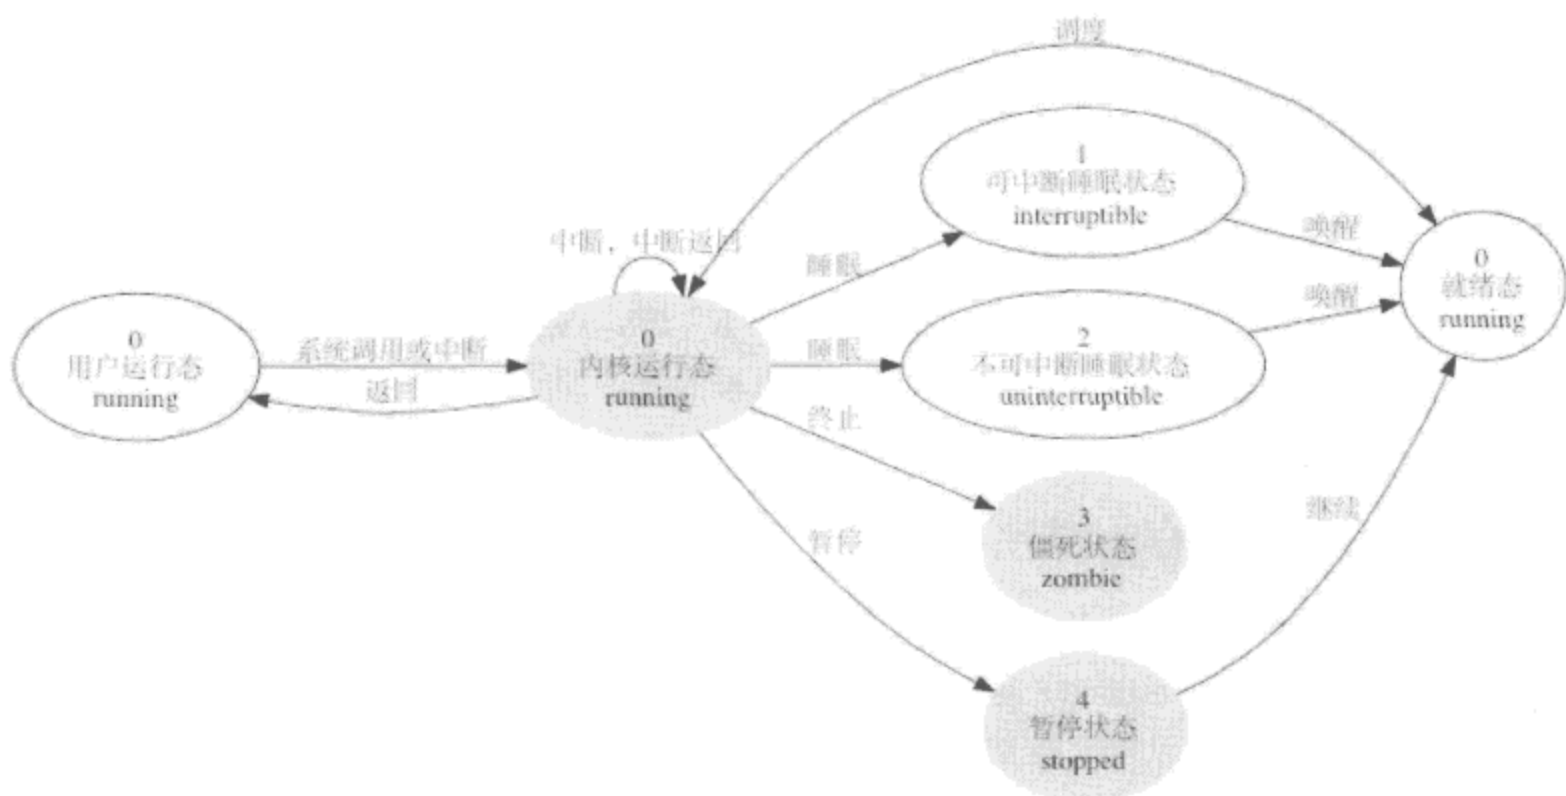 调度
1
可中断睡眠状态
interruptible
中断，中断返回
睡眠
唤醒
0
就绪态
running
0
用户运行态
running
系统调用或中断
返回
0
内核运行态
running
睡眠
2
不可中断睡眠状态
uninterruptible
唤醒
终止
3
僵死状态
zombie
暂停
继续
4
暂停状态
stopped